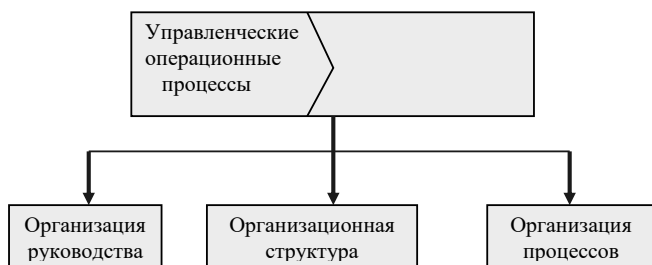 Управленческие
операционные
процессы
Организация
руководства
Организационная
структура
Организация
процессов